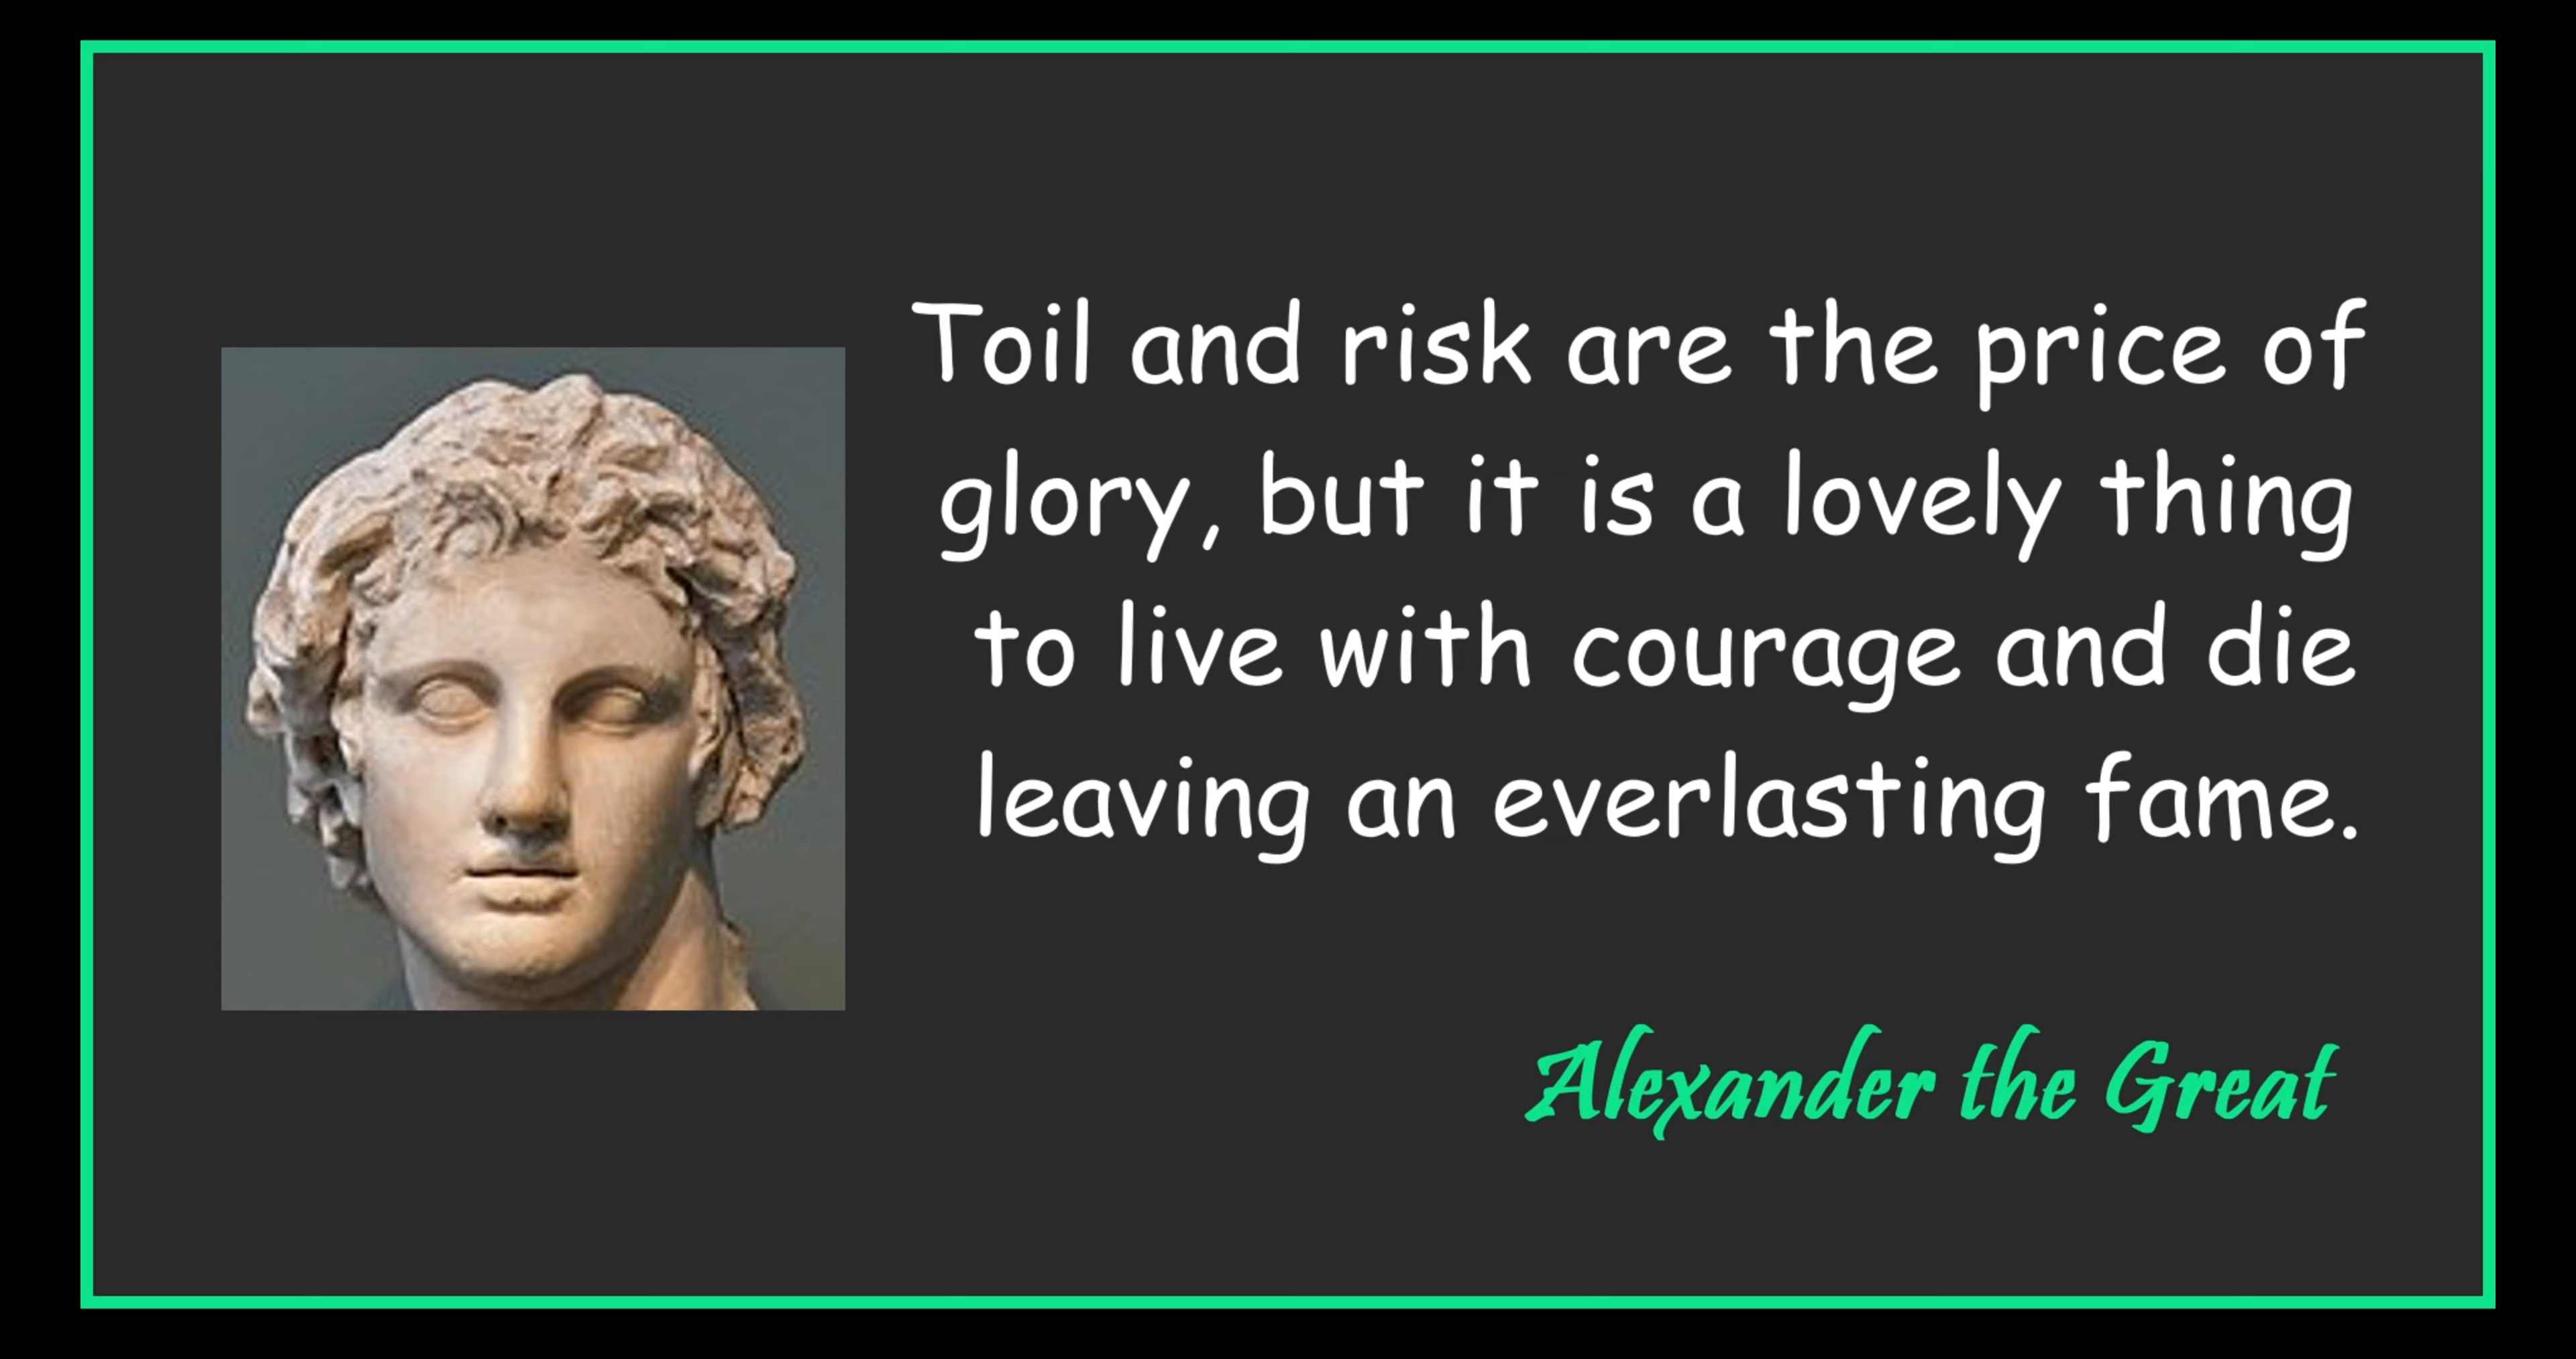 Toil and risk are the price of
glory, but it is a lovely thing
to live with courage and die
leaving an everlasting fame.
Alexander the Great